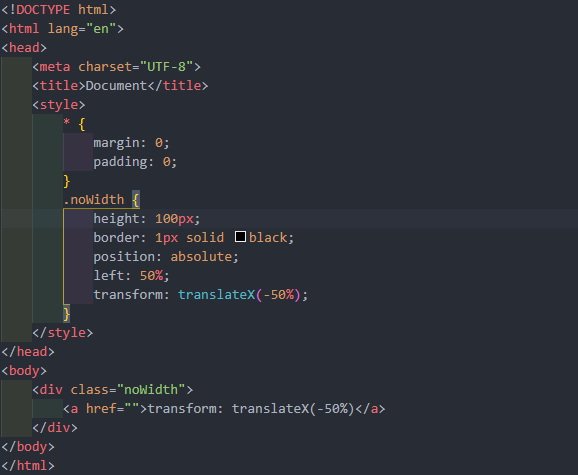 <!DOCTYPE html>
<html lang="en">
<head>
    <meta charset="UTF-8">
    <title>Document</title>
    <style>
        * {
            margin: 0;
            padding: 0;
        }
        .noWidth {
            height: 100px;
            border: 1px solid black;
            position: absolute;
            left: 50%;
            transform: translateX(-50%);
        }
    </style>
</head>
<body>
    <div class="noWidth">
        <a href="">transform: translateX(-50%)</a>
    </div>
</body>
</html>